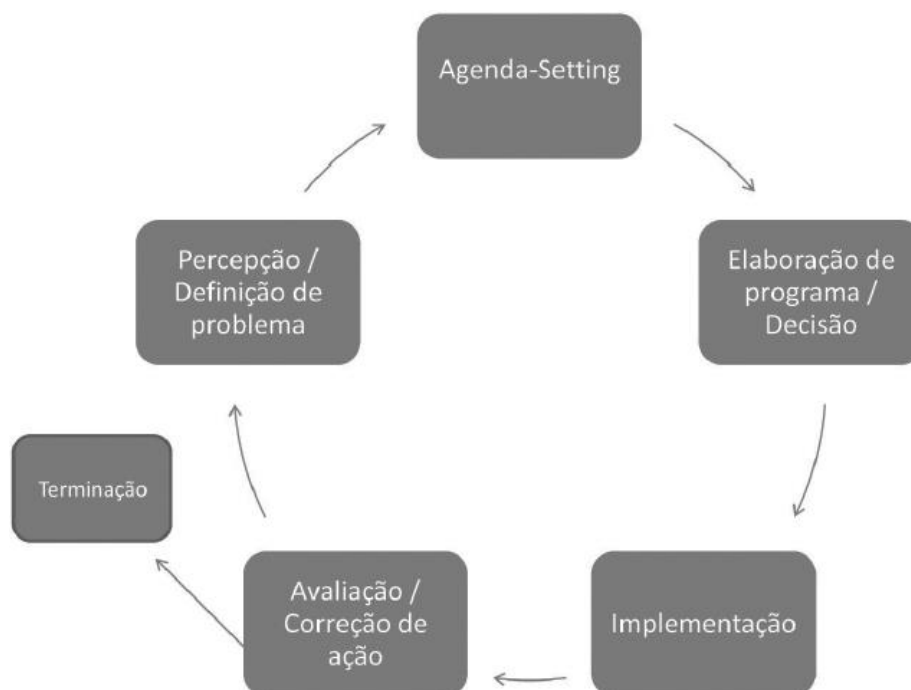 Agenda-Setting
Percepção /
Definição de
problema
Elaboração de
programa /
Decisão
Terminação
Avaliação /
Correção de
ação
Implementação